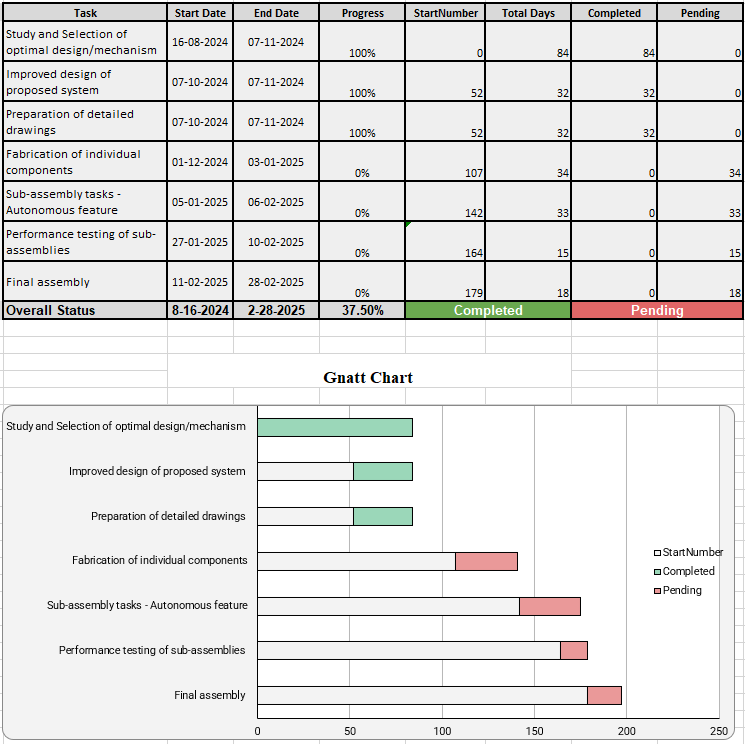 Task Start Date End Date Progress StartNumber Total Days Completed Pending
Study and Selection of
optimal design/mechanism 16-08-2024 07-11-2024 100% 0 84 84 0
Improved design of
proposed system 07-10-2024 07-11-2024 100% 52 32 32 0
Preparation of detailed
drawings 07-10-2024 07-11-2024 100% 52 32 32 0
Fabrication of individual
components 01-12-2024 03-01-2025 0% 107 34 0 34
Sub-assembly tasks -
Autonomous feature 05-01-2025 06-02-2025 0% 142 33 0 33
Performance testing of sub-
assemblies 27-01-2025 10-02-2025 0% 164 15 0 15
Final assembly 11-02-2025 28-02-2025 0% 179 18 0 18
Overall Status 8-16-2024 2-28-2025 37.50% Completed Pending
Gnatt Chart
Study and Selection of optimal design/mechanism
Improved design of proposed system
Preparation of detailed drawings
Fabrication of individual components
Sub-assembly tasks - Autonomous feature
Performance testing of sub-assemblies
Final assembly
StartNumber
Completed
Pending
0 50 100 150 200 250